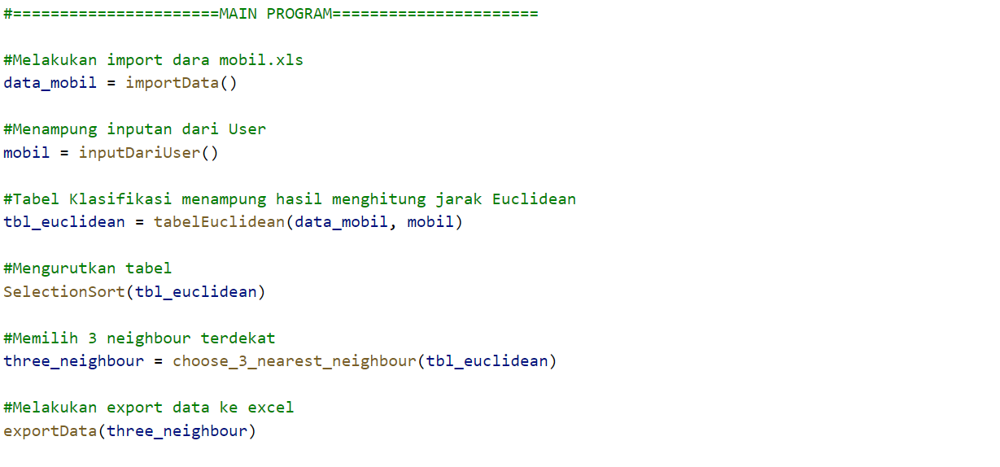 #======================MAIN PROGRAM======================
#Melakukan import dara mobil.xls
data_mobil = importData()
#Menampung inputan dari User
mobil = inputDariUser()
#Tabel Klasifikasi menampung hasil menghitung jarak Euclidean
tbl_euclidean = tabelEuclidean(data_mobil, mobil)
#Mengurutkan tabel
SelectionSort(tbl_euclidean)
#Memilih 3 neighbour terdekat
three_neighbour = choose_3_nearest_neighbour(tbl_euclidean)
#Melakukan export data ke excel
exportData(three_neighbour)